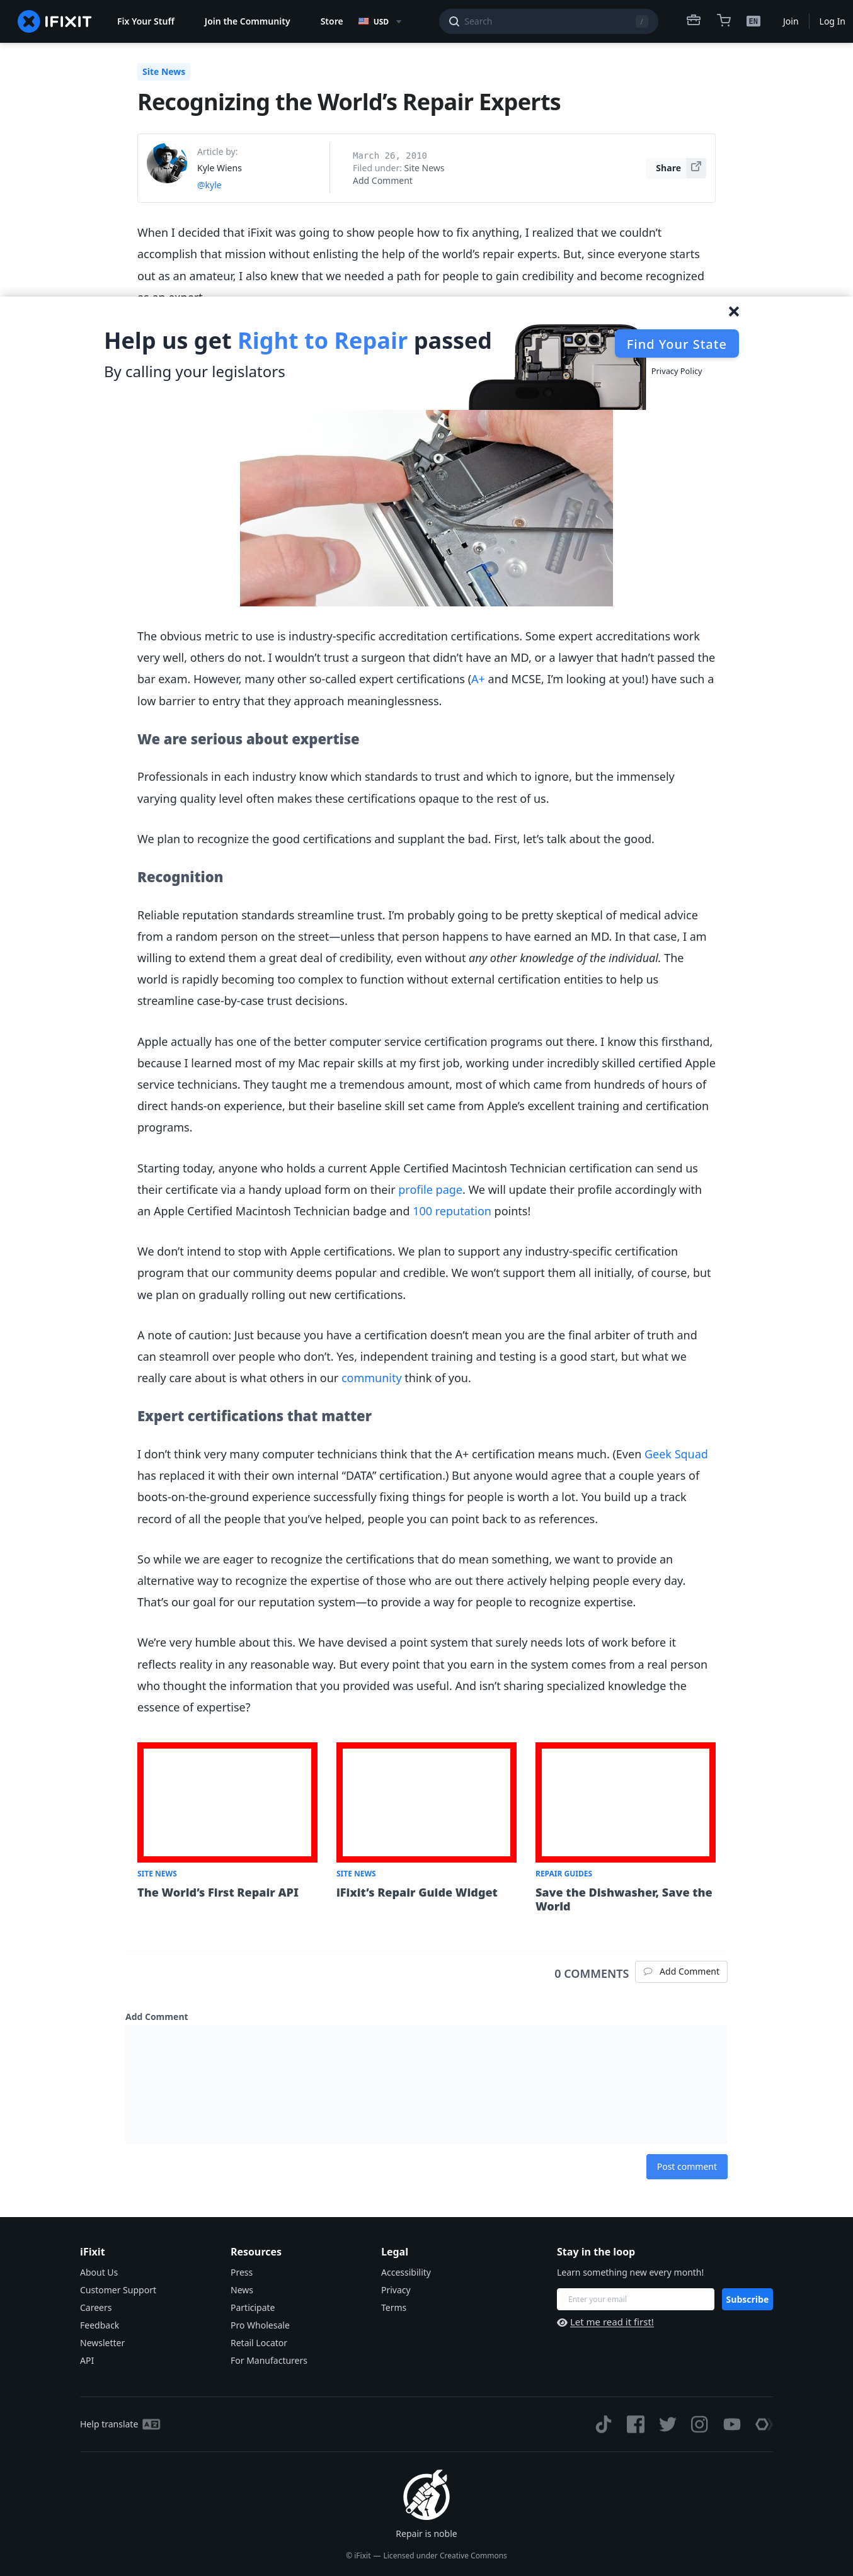 IFIXIT
Fix Your Stuff
Join the Community
Store
USD
Search
/
EN
Join
Log In
Site News
Recognizing the World’s Repair Experts
Article by:
Kyle Wiens
@kyle
March 26, 2010
Filed under: Site News
Add Comment
Share
When I decided that iFixit was going to show people how to fix anything, I realized that we couldn’t
accomplish that mission without enlisting the help of the world’s repair experts. But, since everyone starts
out as an amateur, I also knew that we needed a path for people to gain credibility and become recognized
as an expert.
Help us get Right to Repair passed
By calling your legislators
Find Your State
Privacy Policy
The obvious metric to use is industry-specific accreditation certifications. Some expert accreditations work
very well, others do not. I wouldn’t trust a surgeon that didn’t have an MD, or a lawyer that hadn’t passed the
bar exam. However, many other so-called expert certifications (A+ and MCSE, I’m looking at you!) have such a
low barrier to entry that they approach meaninglessness.
We are serious about expertise
Professionals in each industry know which standards to trust and which to ignore, but the immensely
varying quality level often makes these certifications opaque to the rest of us.
We plan to recognize the good certifications and supplant the bad. First, let’s talk about the good.
Recognition
Reliable reputation standards streamline trust. I’m probably going to be pretty skeptical of medical advice
from a random person on the street—unless that person happens to have earned an MD. In that case, I am
willing to extend them a great deal of credibility, even without any other knowledge of the individual. The
world is rapidly becoming too complex to function without external certification entities to help us
streamline case-by-case trust decisions.
Apple actually has one of the better computer service certification programs out there. I know this firsthand,
because I learned most of my Mac repair skills at my first job, working under incredibly skilled certified Apple
service technicians. They taught me a tremendous amount, most of which came from hundreds of hours of
direct hands-on experience, but their baseline skill set came from Apple’s excellent training and certification
programs.
Starting today, anyone who holds a current Apple Certified Macintosh Technician certification can send us
their certificate via a handy upload form on their profile page. We will update their profile accordingly with
an Apple Certified Macintosh Technician badge and 100 reputation points!
We don’t intend to stop with Apple certifications. We plan to support any industry-specific certification
program that our community deems popular and credible. We won’t support them all initially, of course, but
we plan on gradually rolling out new certifications.
A note of caution: Just because you have a certification doesn’t mean you are the final arbiter of truth and
can steamroll over people who don’t. Yes, independent training and testing is a good start, but what we
really care about is what others in our community think of you.
Expert certifications that matter
I don’t think very many computer technicians think that the A+ certification means much. (Even Geek Squad
has replaced it with their own internal “DATA” certification.) But anyone would agree that a couple years of
boots-on-the-ground experience successfully fixing things for people is worth a lot. You build up a track
record of all the people that you’ve helped, people you can point back to as references.
So while we are eager to recognize the certifications that do mean something, we want to provide an
alternative way to recognize the expertise of those who are out there actively helping people every day.
That’s our goal for our reputation system—to provide a way for people to recognize expertise.
We’re very humble about this. We have devised a point system that surely needs lots of work before it
reflects reality in any reasonable way. But every point that you earn in the system comes from a real person
who thought the information that you provided was useful. And isn’t sharing specialized knowledge the
essence of expertise?
SITE NEWS
The World’s First Repair API
SITE NEWS
iFixit’s Repair Guide Widget
REPAIR GUIDES
Save the Dishwasher, Save the
World
0 COMMENTS
Add Comment
Add Comment
Post comment
iFixit
About Us
Customer Support
Careers
Feedback
Newsletter
API
Resources
Press
News
Participate
Pro Wholesale
Retail Locator
For Manufacturers
Legal
Accessibility
Privacy
Terms
Stay in the loop
Learn something new every month!
Enter your email
Subscribe
Let me read it first!
Help translate
Repair is noble
© iFixit — Licensed under Creative Commons